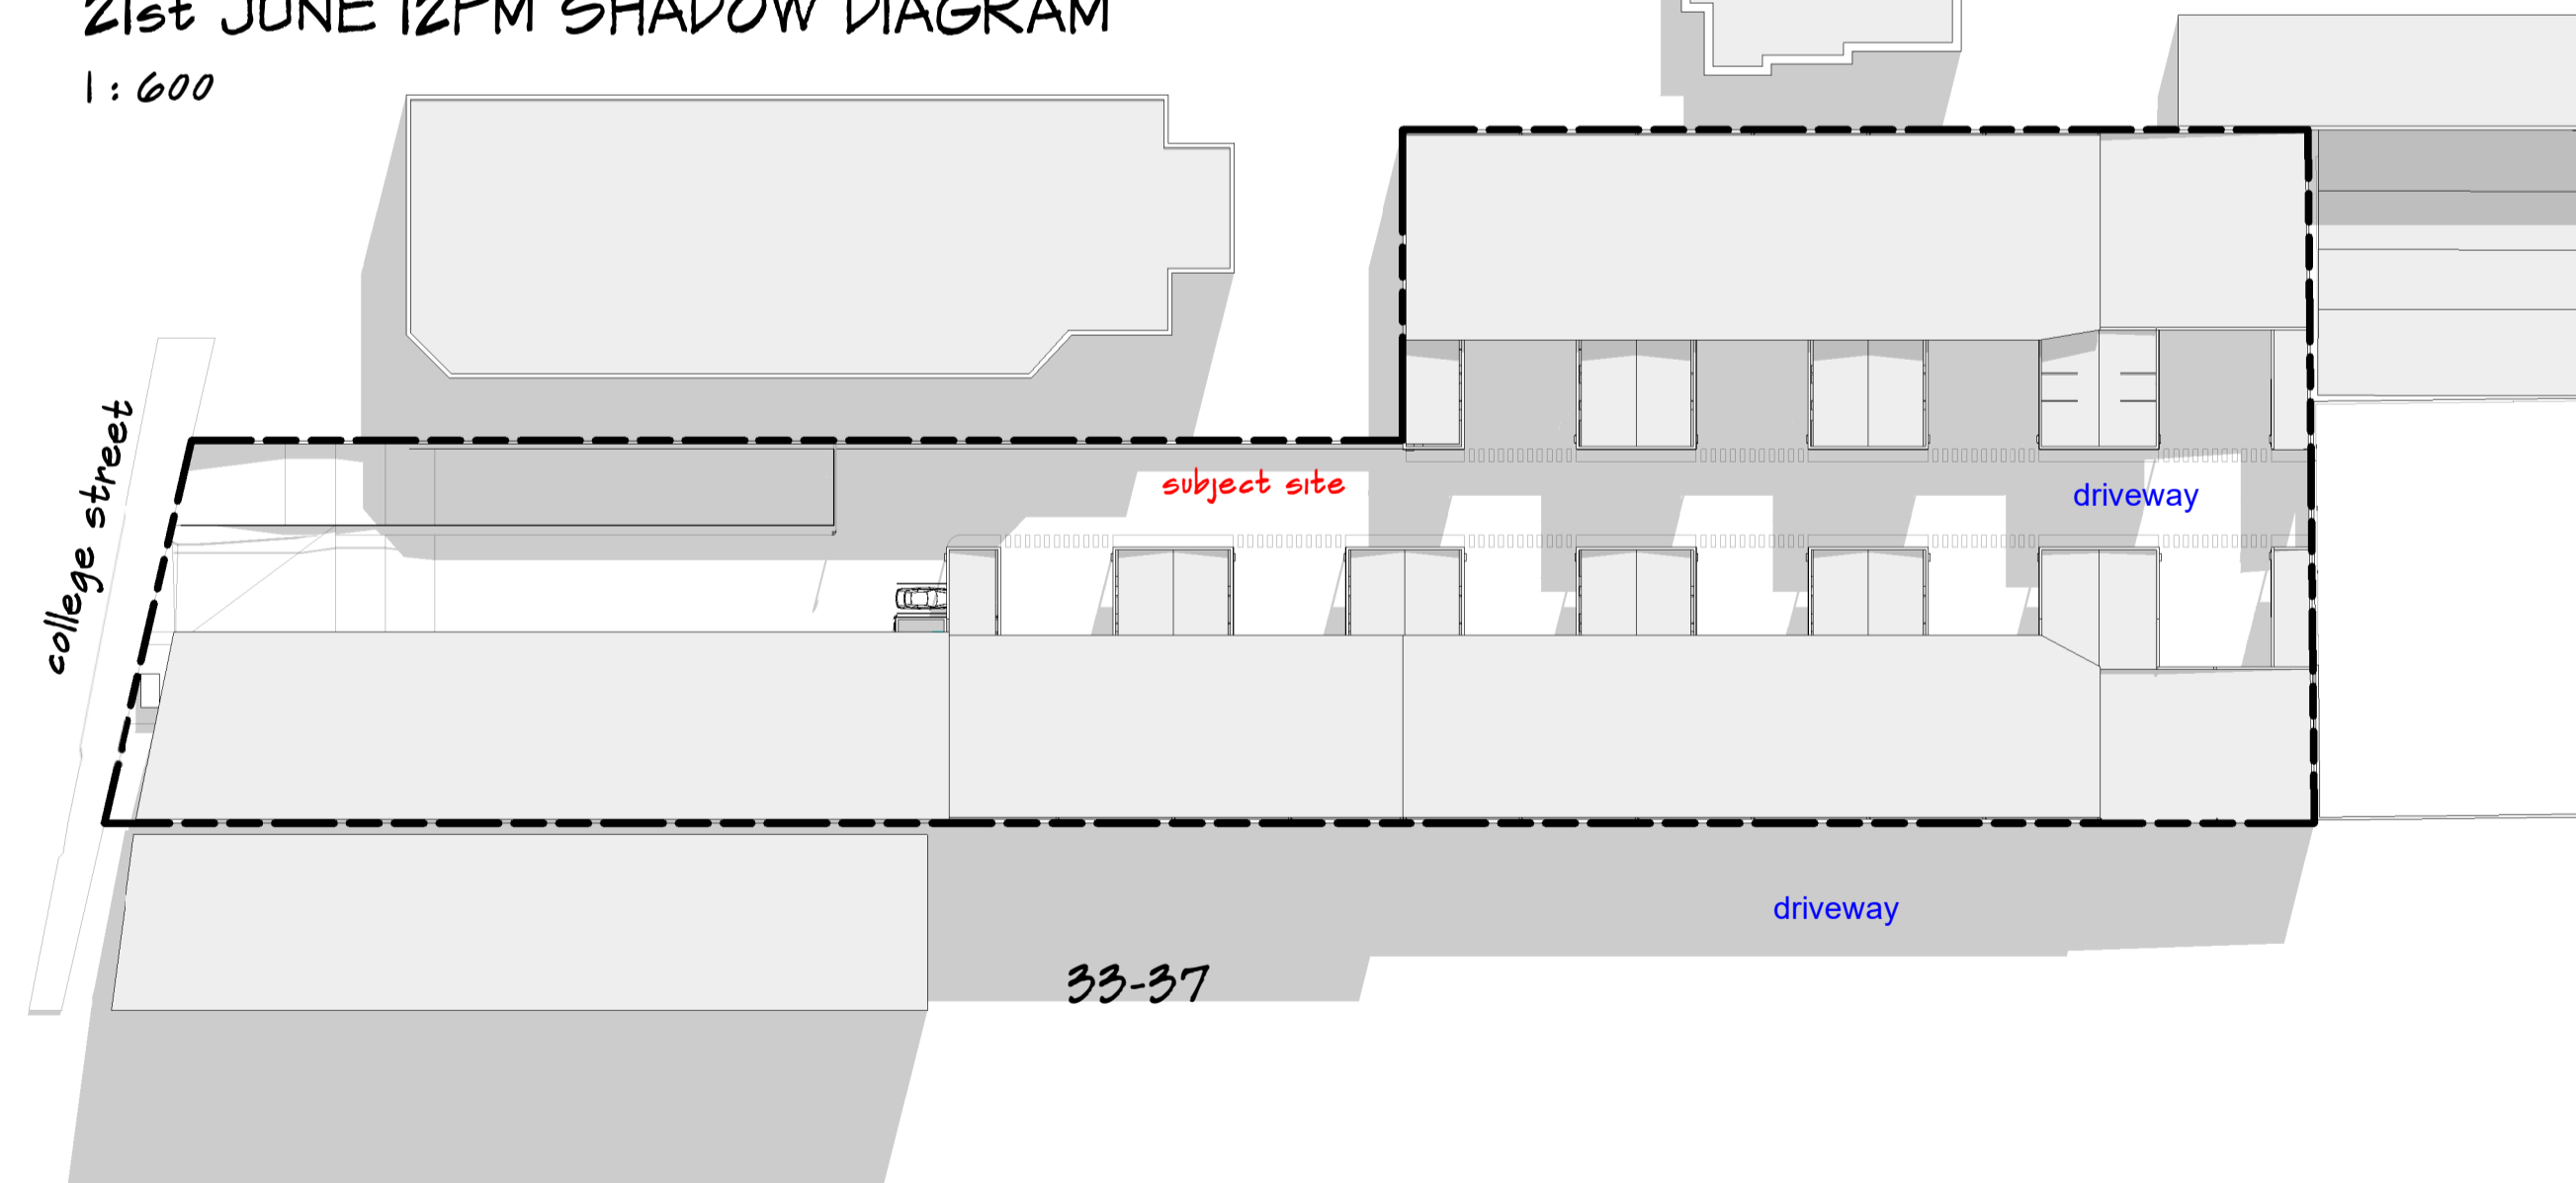 21st JUNE 12PM SHADOW DIAGRAM
1 : 600
college street
subject site
driveway
driveway
33-37